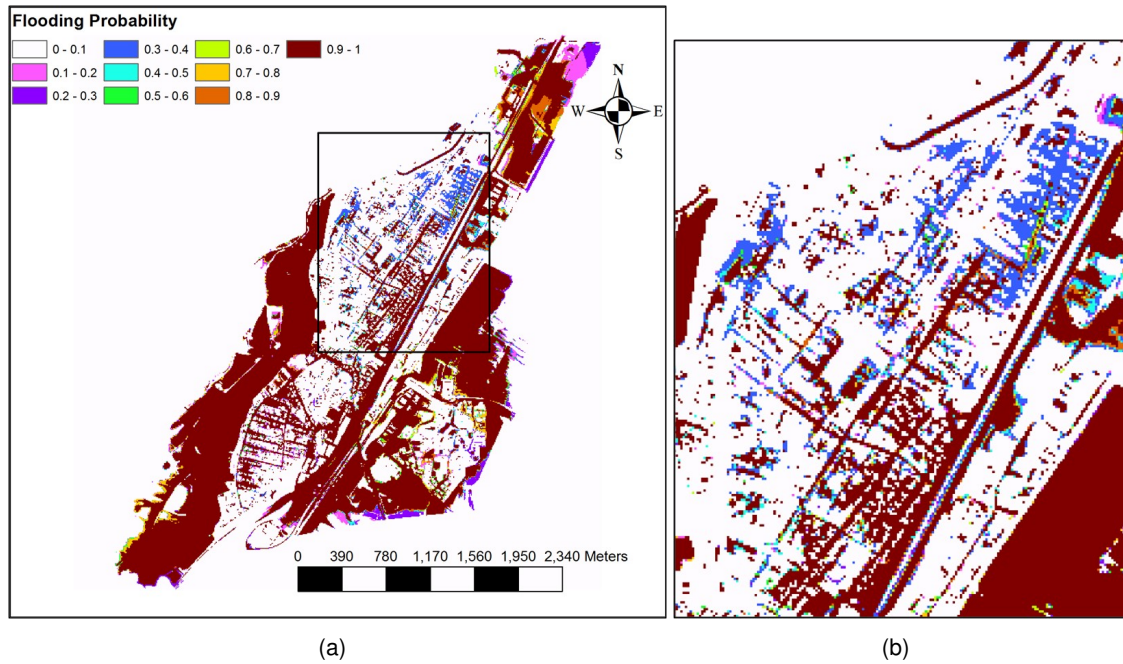 Flooding Probability
0 - 0.1 0.3 - 0.4 0.6 - 0.7 0.9 - 1
0.1 - 0.2 0.4 - 0.5 0.7 - 0.8
0.2 - 0.3 0.5 - 0.6 0.8 - 0.9
N
W E
S
0 390 780 1,170 1,560 1,950 2,340 Meters
(a) (b)